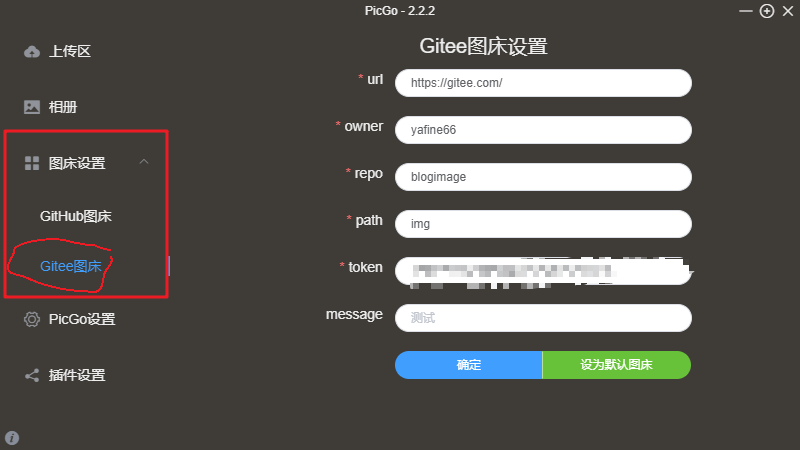 PicGo - 2.2.2
上传区
相册
图床设置
GitHub图床
Gitee图床
PicGo设置
插件设置
Gitee图床设置
* url
https://gitee.com/
* owner
yafine66
* repo
blogimage
* path
img
* token
message
测试
确定
设为默认图床